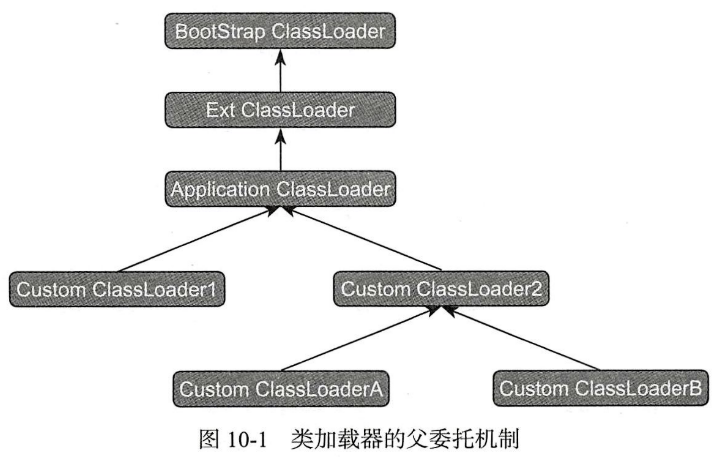 BootStrap ClassLoader
Ext ClassLoader
Application ClassLoader
Custom ClassLoader1
Custom ClassLoader2
Custom ClassLoaderA
Custom ClassLoaderB
图 10-1 类加载器的父委托机制